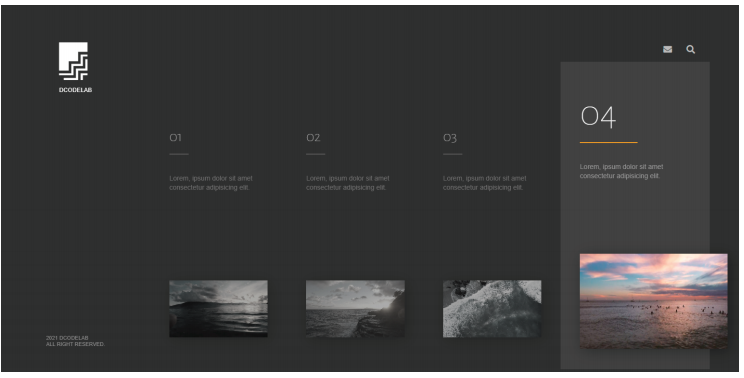 DCODELAB
01
Lorem, ipsum dolor sit amet
consectetur adipisicing elit.
02
Lorem, ipsum dolor sit amet
consectetur adipisicing elit.
03
Lorem, ipsum dolor sit amet
consectetur adipisicing elit.
04
Lorem, ipsum dolor sit amet
consectetur adipisicing elit.
2021 DCODELAB
ALL RIGHT RESERVED.